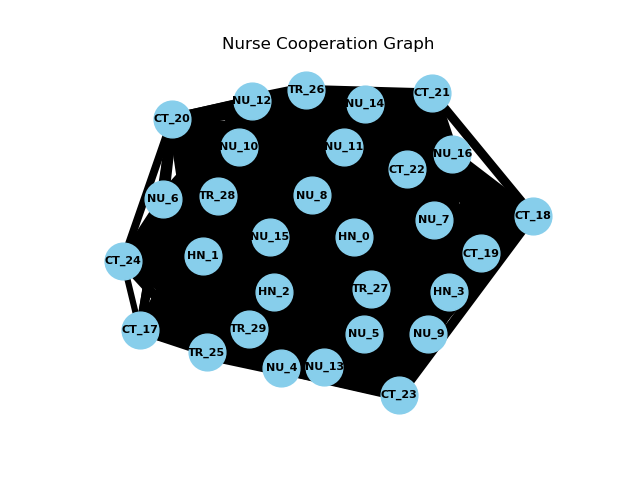 Nurse Cooperation Graph
TR_26
CT_21
NU_12
NU_14
CT_20
NU_10
NU_11
NU_16
CT_22
NU_6
TR_28
NU_8
CT_18
NU_7
NU_15
HN_0
CT_19
HN_1
CT_24
HN_2
TR_27
HN_3
CT_17
TR_29
NU_5
NU_9
TR_25
NU_4
NU_13
CT_23